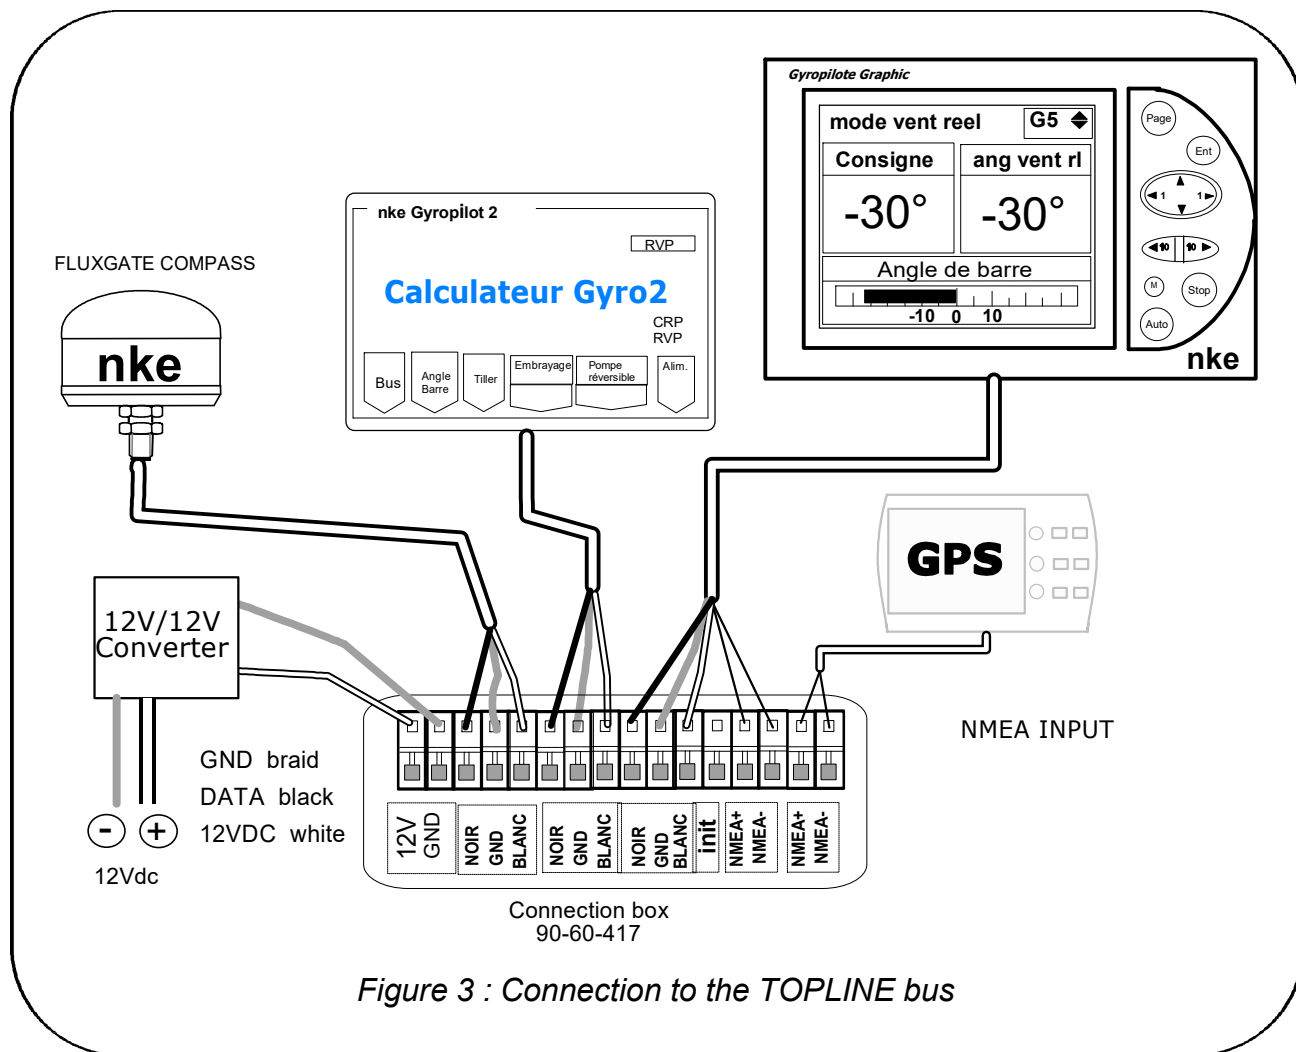 Gyropilote Graphic
mode vent reel
G5
Consigne
ang vent rl
-30°
-30°
Angle de barre
-10 0 10
Page
Ent
1 1
10 10
M
Stop
Auto
nke
nke Gyropilot 2
RVP
Calculateur Gyro2
CRP
RVP
Bus
Angle
Barre
Tiller
Embrayage
Pompe
réversible
Alim.
FLUXGATE COMPASS
nke
GPS
12V/12V
Converter
NMEA INPUT
GND braid
DATA black
12VDC white
- +
12Vdc
12V
GND
NOIR
GND
BLANC
NOIR
GND
BLANC
NOIR
GND
BLANC
init
NMEA+
NMEA-
NMEA+
NMEA-
Connection box
90-60-417
Figure 3 : Connection to the TOPLINE bus